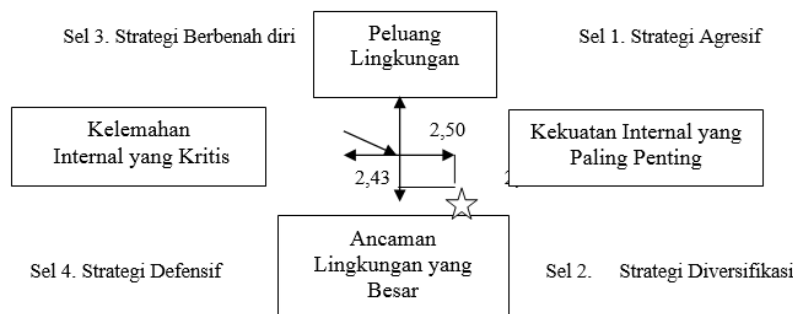 Sel 3. Strategi Berbenah diri
Peluang
Lingkungan
Sel 1. Strategi Agresif
Kelemahan
Internal yang Kritis
2,50
Kekuatan Internal yang
Paling Penting
2,43
Sel 4. Strategi Defensif
Ancaman
Lingkungan yang
Besar
Sel 2. Strategi Diversifikasi